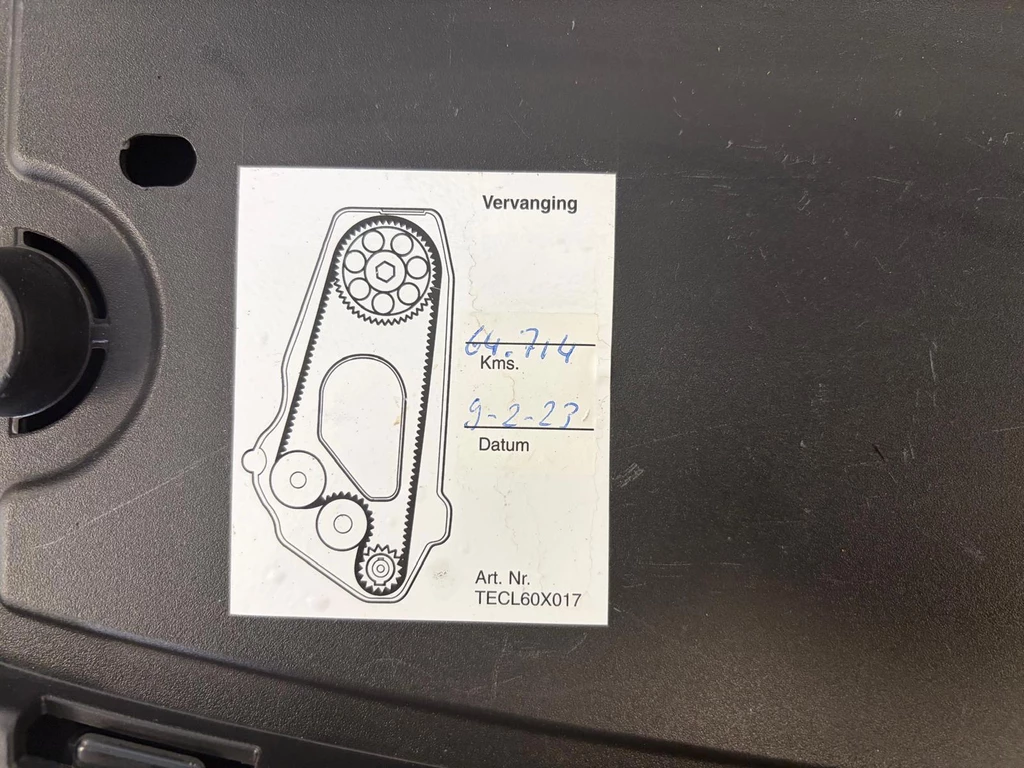 Vervanging
64.714
Kms.
9-2-23
Datum
Art. Nr.
TECL60X017